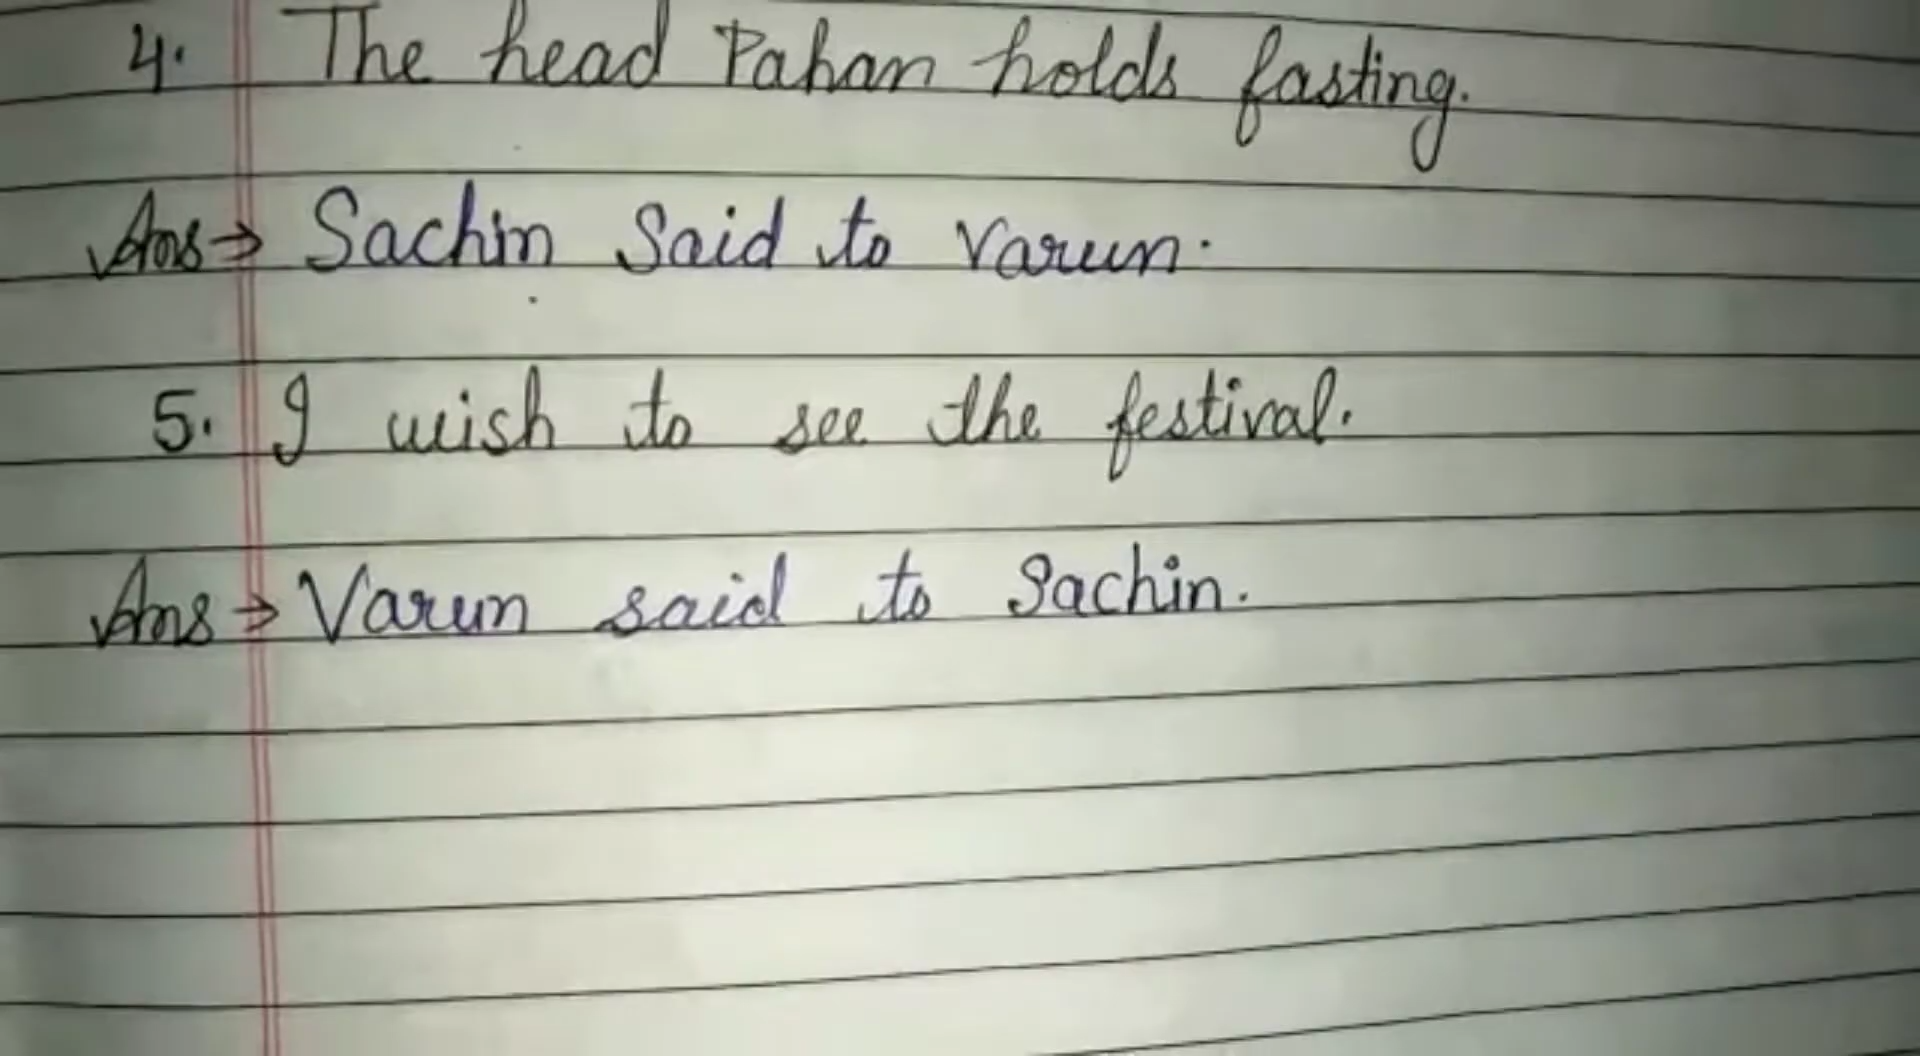 4. The head Pahan holds fasting.
Ans → Sachin Said to Varun.
5. I wish to see the festival.
Ans → Varun said to Sachin.